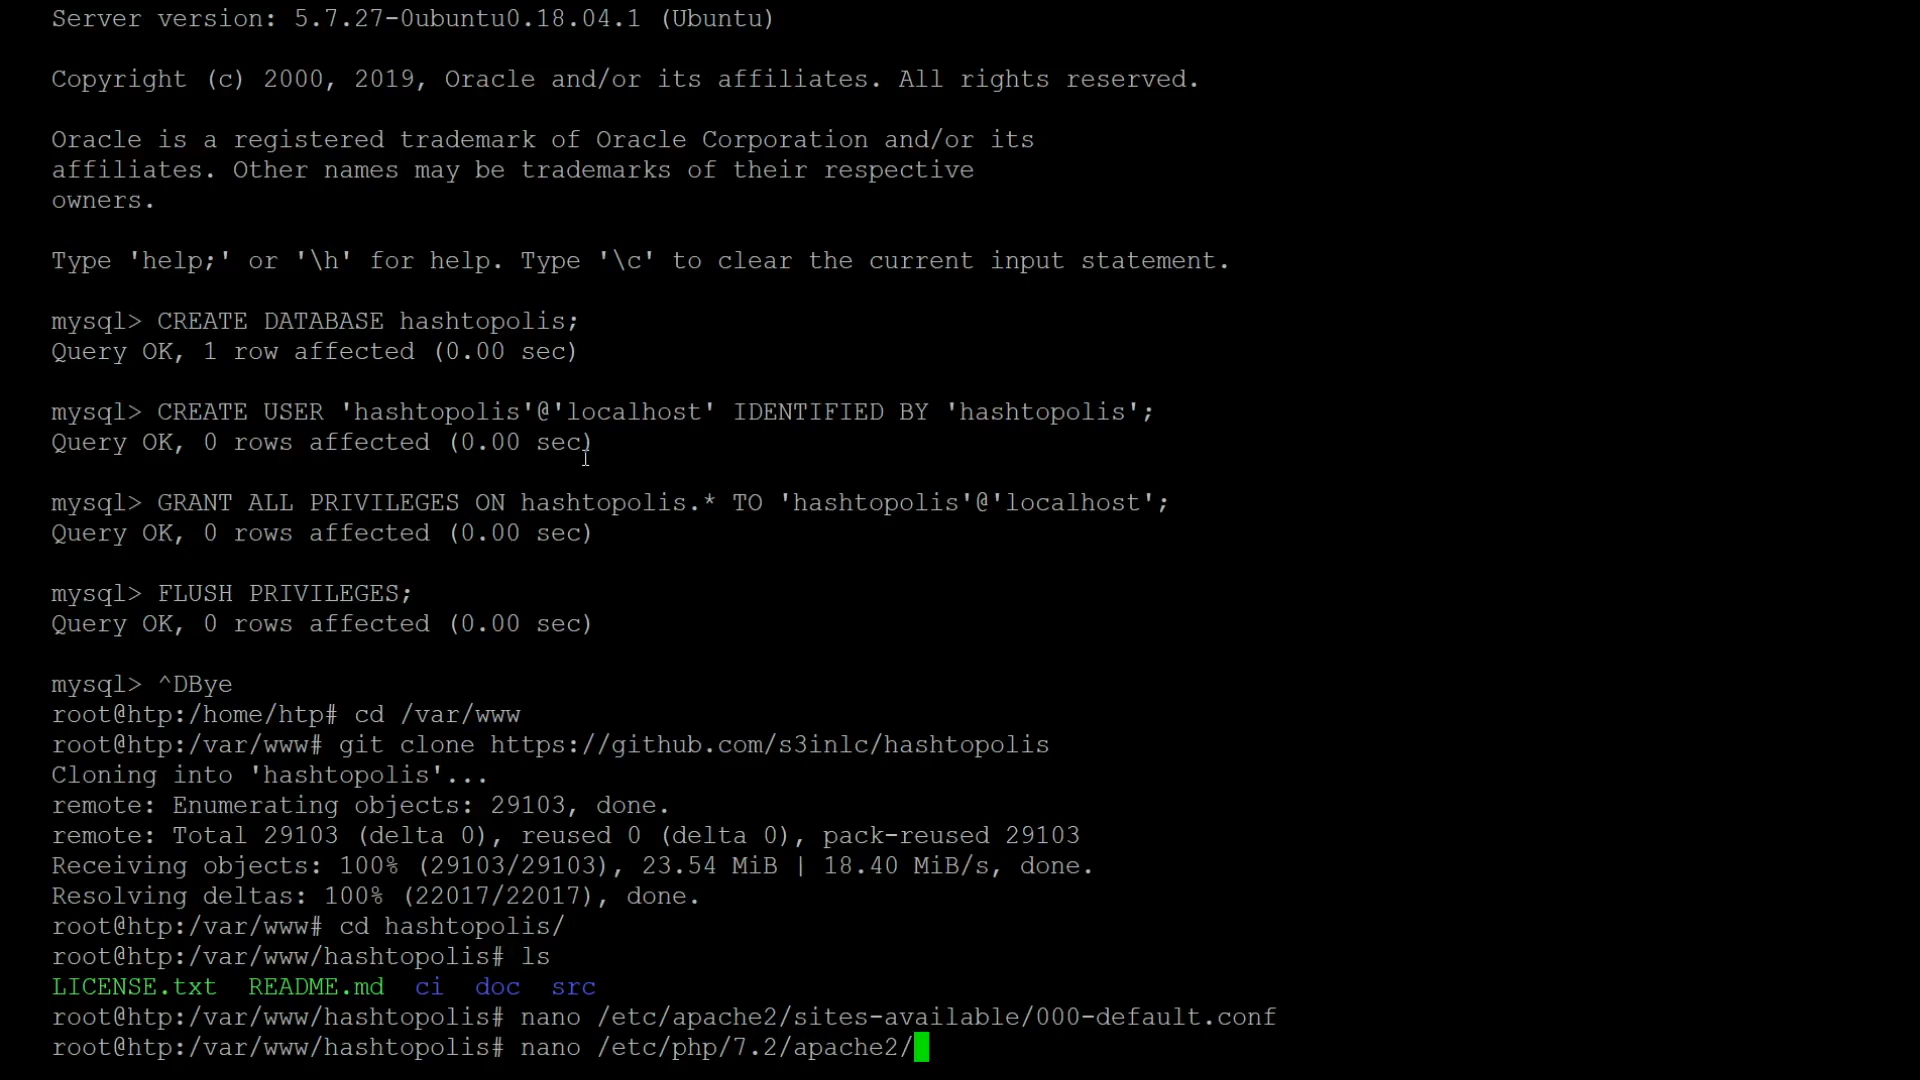 Server version: 5.7.27-0ubuntu0.18.04.1 (Ubuntu)
Copyright (c) 2000, 2019, Oracle and/or its affiliates. All rights reserved.
Oracle is a registered trademark of Oracle Corporation and/or its
affiliates. Other names may be trademarks of their respective
owners.
Type 'help;' or '\h' for help. Type '\c' to clear the current input statement.
mysql> CREATE DATABASE hashtopolis;
Query OK, 1 row affected (0.00 sec)
mysql> CREATE USER 'hashtopolis'@'localhost' IDENTIFIED BY 'hashtopolis';
Query OK, 0 rows affected (0.00 sec)
mysql> GRANT ALL PRIVILEGES ON hashtopolis.* TO 'hashtopolis'@'localhost';
Query OK, 0 rows affected (0.00 sec)
mysql> FLUSH PRIVILEGES;
Query OK, 0 rows affected (0.00 sec)
mysql> ^DBye
root@htp:/home/htp# cd /var/www
root@htp:/var/www# git clone https://github.com/s3inlc/hashtopolis
Cloning into 'hashtopolis'...
remote: Enumerating objects: 29103, done.
remote: Total 29103 (delta 0), reused 0 (delta 0), pack-reused 29103
Receiving objects: 100% (29103/29103), 23.54 MiB | 18.40 MiB/s, done.
Resolving deltas: 100% (22017/22017), done.
root@htp:/var/www# cd hashtopolis/
root@htp:/var/www/hashtopolis# ls
LICENSE.txt  README.md  ci  doc  src
root@htp:/var/www/hashtopolis# nano /etc/apache2/sites-available/000-default.conf
root@htp:/var/www/hashtopolis# nano /etc/php/7.2/apache2/